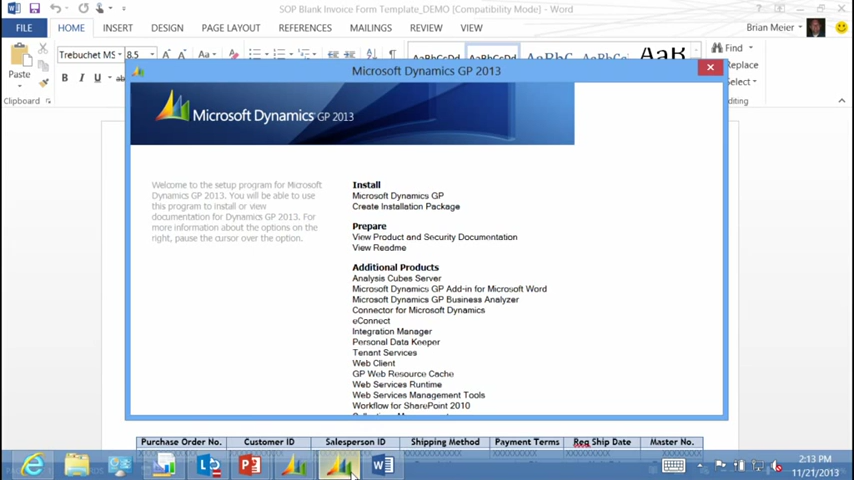 SOP Blank Invoice Form Template_DEMO [Compatibility Mode] - Word
FILE HOME INSERT DESIGN PAGE LAYOUT REFERENCES MAILINGS REVIEW VIEW Brian Meier
Trebuchet MS 8.5 Aa Find
Paste Replace
B I U Select
Clipboard Editing
Microsoft Dynamics GP 2013
Microsoft Dynamics GP 2013
Welcome to the setup program for Microsoft
Dynamics GP 2013. You will be able to use
this program to install or view
documentation for Dynamics GP 2013. For
more information about the options on the
right, pause the cursor over the option.
Install
Microsoft Dynamics GP
Create Installation Package
Prepare
View Product and Security Documentation
View Readme
Additional Products
Analysis Cubes Server
Microsoft Dynamics GP Add-in for Microsoft Word
Microsoft Dynamics GP Business Analyzer
Connector for Microsoft Dynamics
eConnect
Integration Manager
Personal Data Keeper
Tenant Services
Web Client
GP Web Resource Cache
Web Services Runtime
Web Services Management Tools
Workflow for SharePoint 2010
Purchase Order No. Customer ID Salesperson ID Shipping Method Payment Terms Req Ship Date Master No.
2:13 PM
11/21/2013